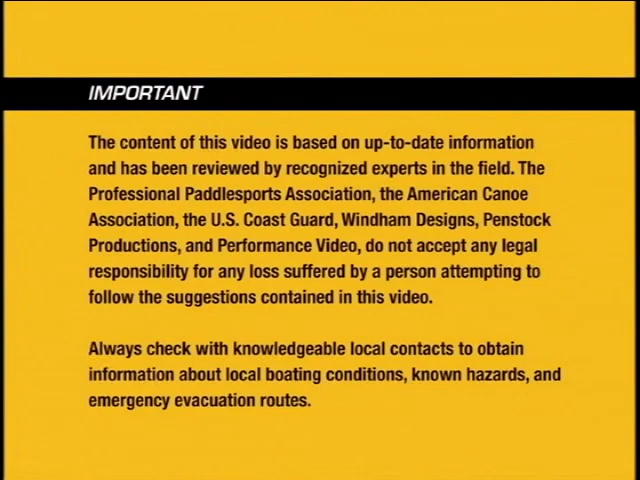 IMPORTANT
The content of this video is based on up-to-date information
and has been reviewed by recognized experts in the field. The
Professional Paddlesports Association, the American Canoe
Association, the U.S. Coast Guard, Windham Designs, Penstock
Productions, and Performance Video, do not accept any legal
responsibility for any loss suffered by a person attempting to
follow the suggestions contained in this video.
Always check with knowledgeable local contacts to obtain
information about local boating conditions, known hazards, and
emergency evacuation routes.